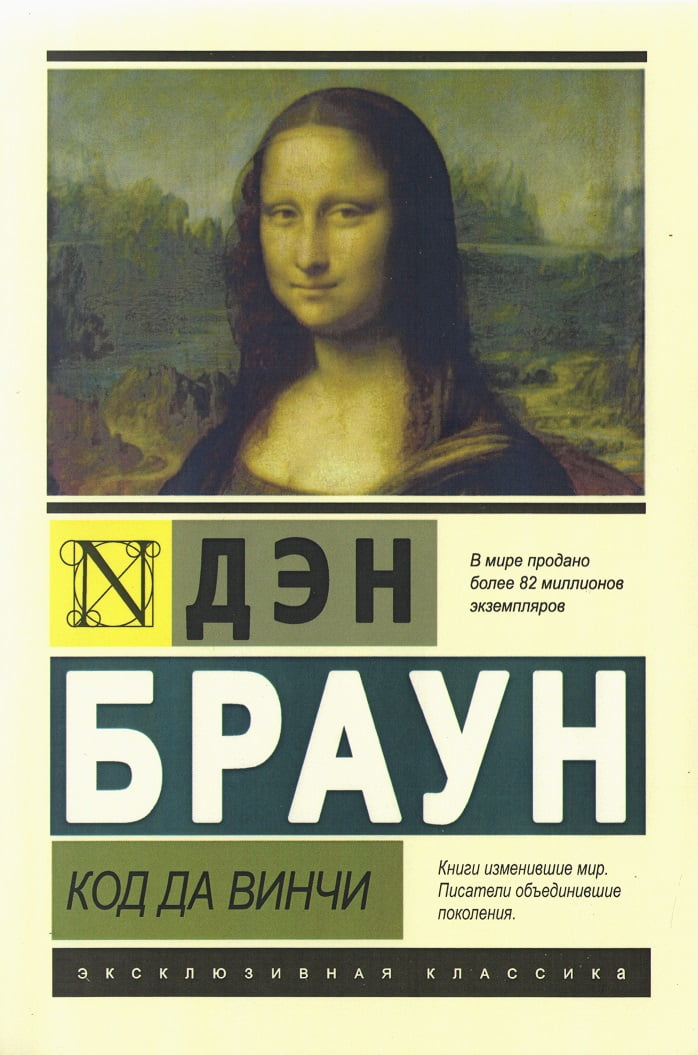 N ДЭН
В мире продано
более 82 миллионов
экземпляров
БРАУН
КОД ДА ВИНЧИ
Книги изменившие мир.
Писатели объединившие
поколения.
ЭКСКЛЮЗИВНАЯ КЛАССИКа